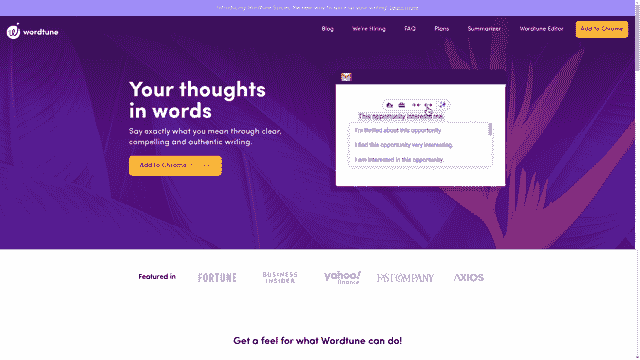 wordtune
Blog We're Hiring FAQ Plans Summarizer Wordtune Editor Add to Chrome
Your thoughts
in words
Say exactly what you mean through clear,
compelling and authentic writing.
Add to Chrome
This opportunity interests me.
I'm thrilled about this opportunity
I find this opportunity very interesting.
I am interested in this opportunity.
Featured in FORTUNE BUSINESS INSIDER yahoo! finance FAST COMPANY AXIOS
Get a feel for what Wordtune can do!